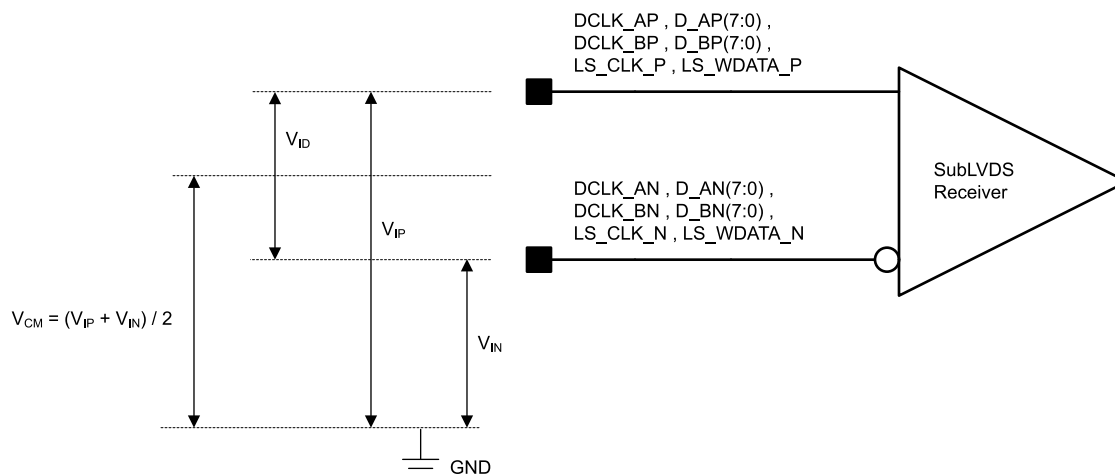 DCLK_AP , D_AP(7:0) ,
DCLK_BP , D_BP(7:0) ,
LS_CLK_P , LS_WDATA_P
V_ID
SubLVDS
Receiver
DCLK_AN , D_AN(7:0) ,
DCLK_BN , D_BN(7:0) ,
LS_CLK_N , LS_WDATA_N
V_IP
V_CM = (V_IP + V_IN) / 2
V_IN
GND